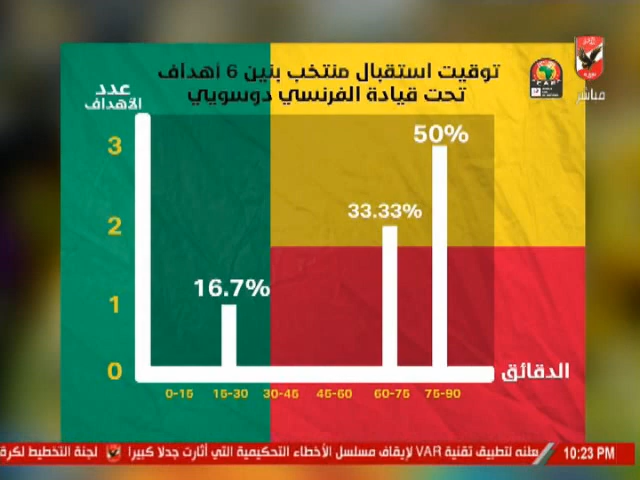 توقيت استقبال منتخب بنين 6 أهداف
تحت قيادة الفرنسي دوسويي
مباشر
عدد
الأهداف
3
50%
2
33.33%
1
16.7%
0
الدقائق
0-15 15-30 30-45 45-60 60-75 75-90
علنه لتطبيق تقنية VAR لإيقاف مسلسل الأخطاء التحكيمية التي أثارت جدلا كبيرا لجنة التخطيط لكرة
10:23 PM